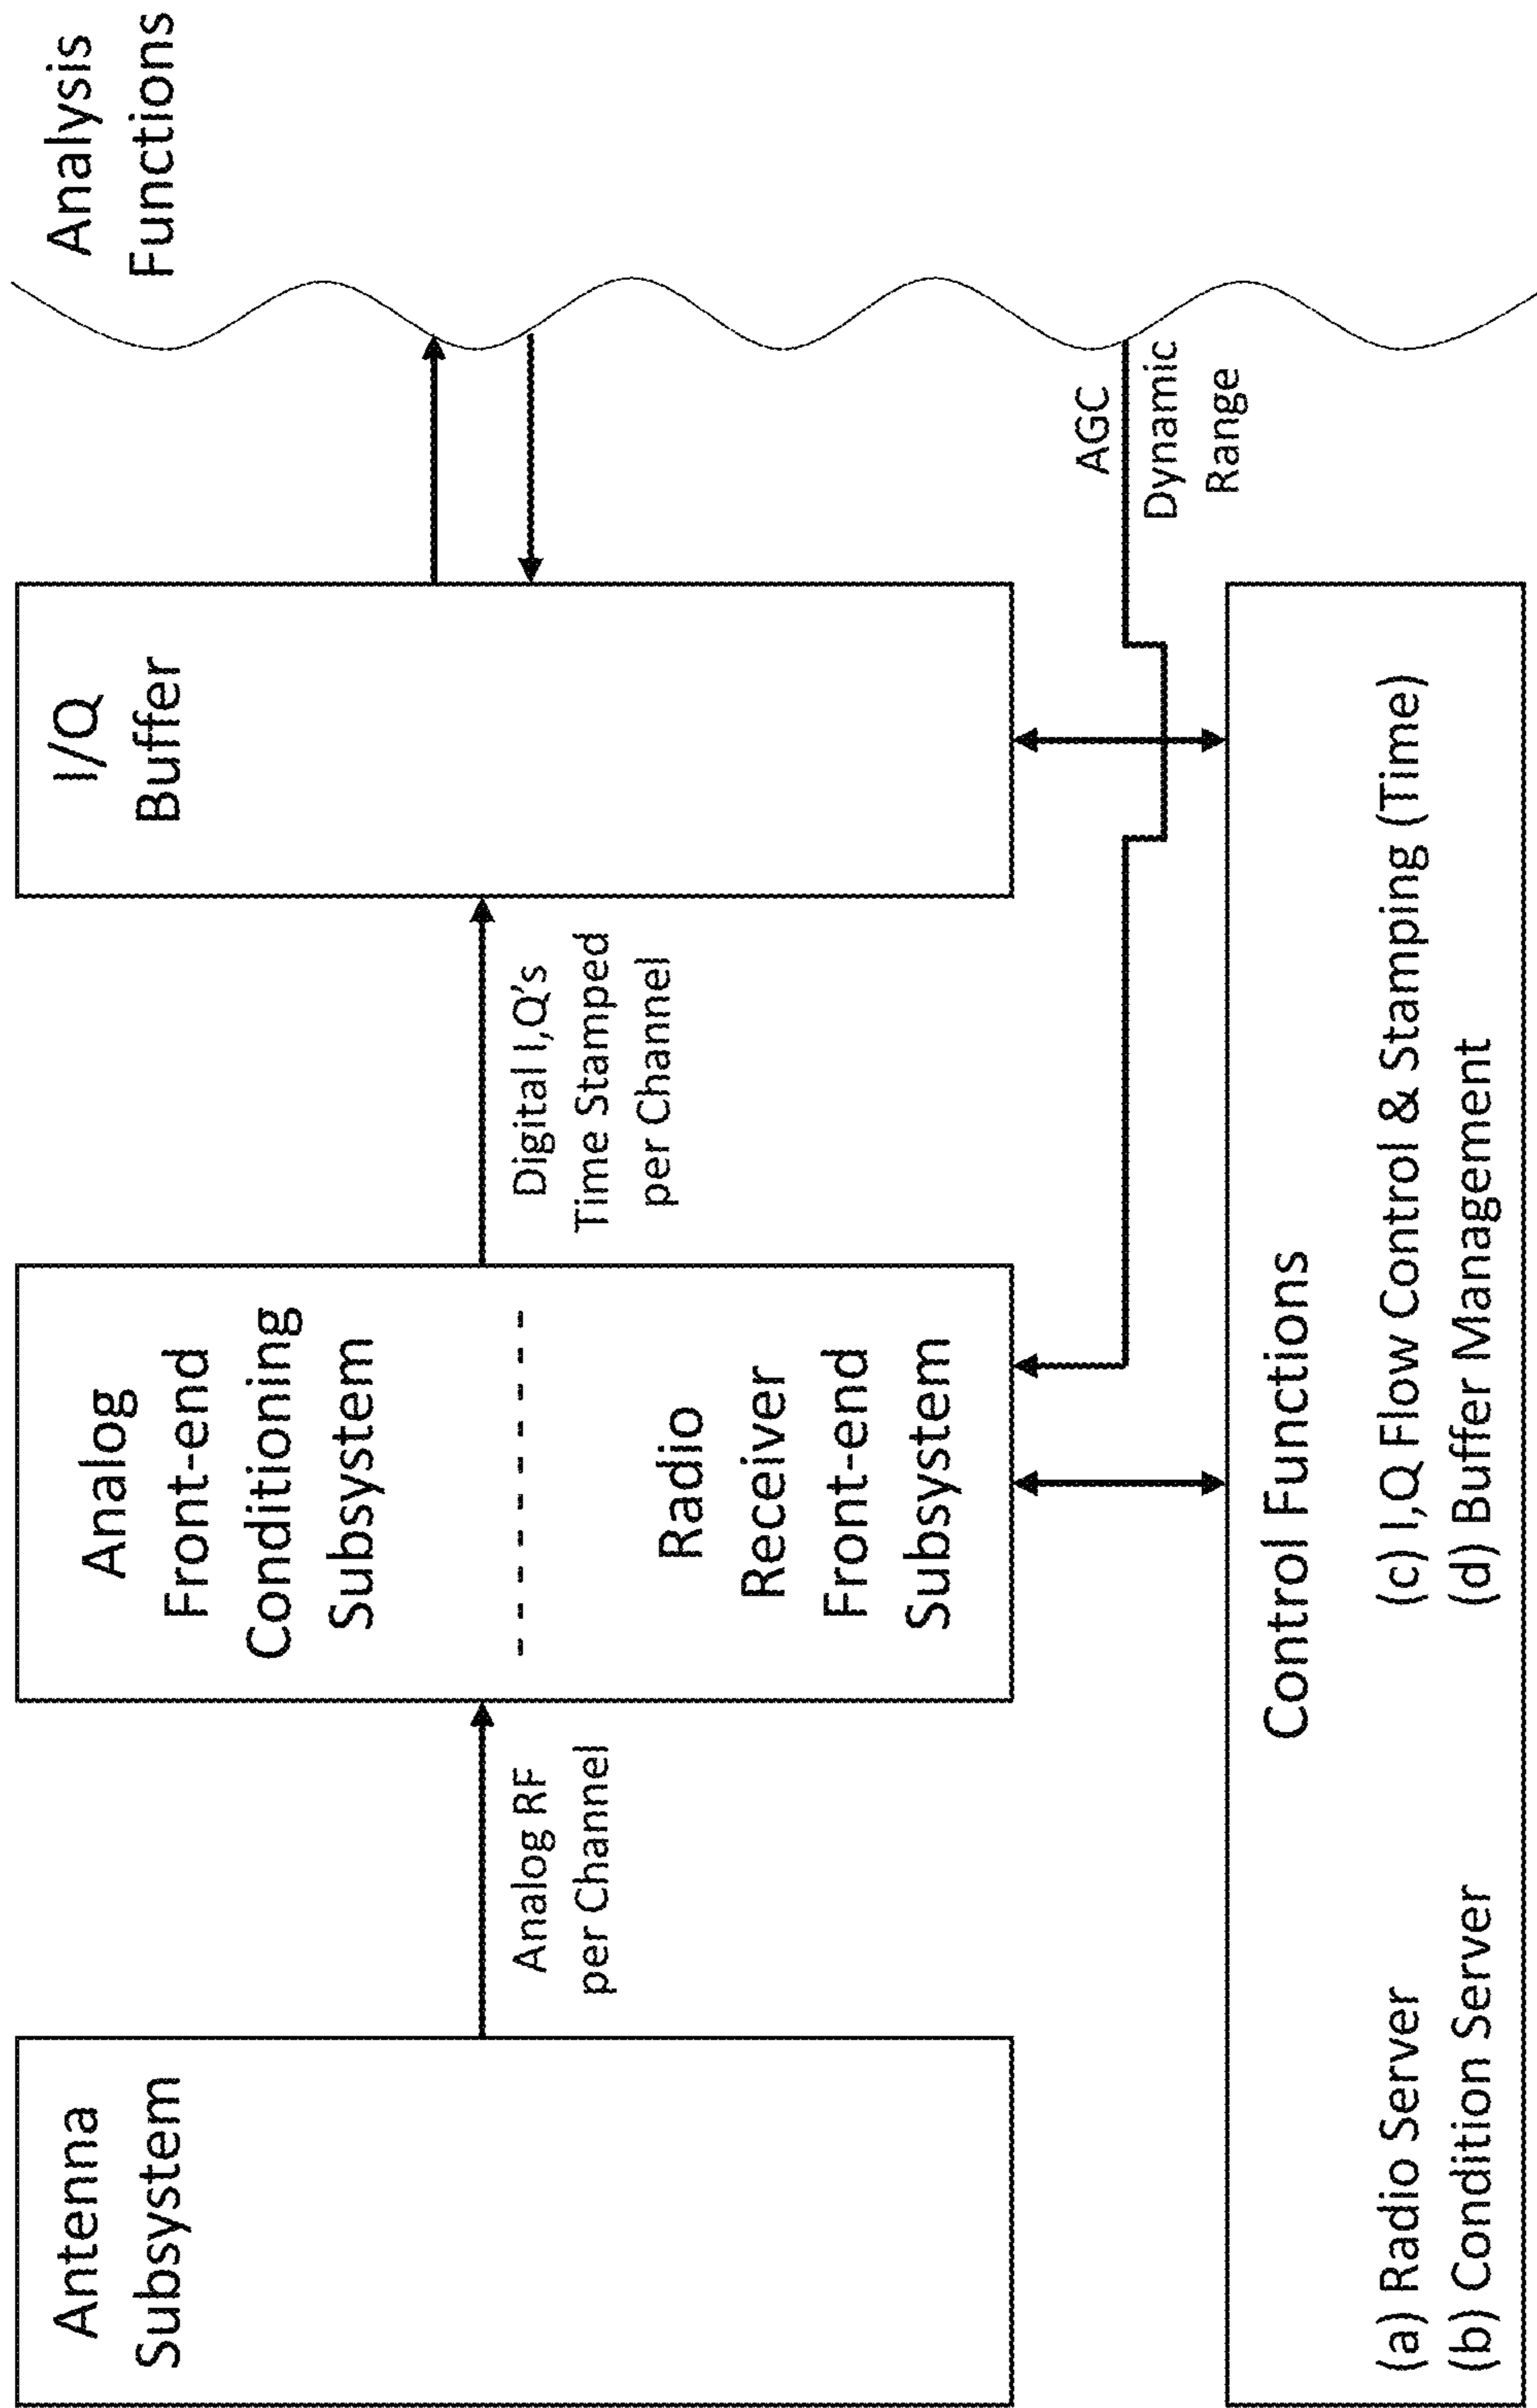 Antenna
Subsystem
Analog RF
per Channel
Analog
Front-end
Conditioning
Subsystem
Radio
Receiver
Front-end
Subsystem
Digital I,Q's
Time Stamped
per Channel
I/Q
Buffer
Analysis
Functions
AGC
Dynamic
Range
Control Functions
(a) Radio Server
(b) Condition Server
(c) I,Q Flow Control & Stamping (Time)
(d) Buffer Management